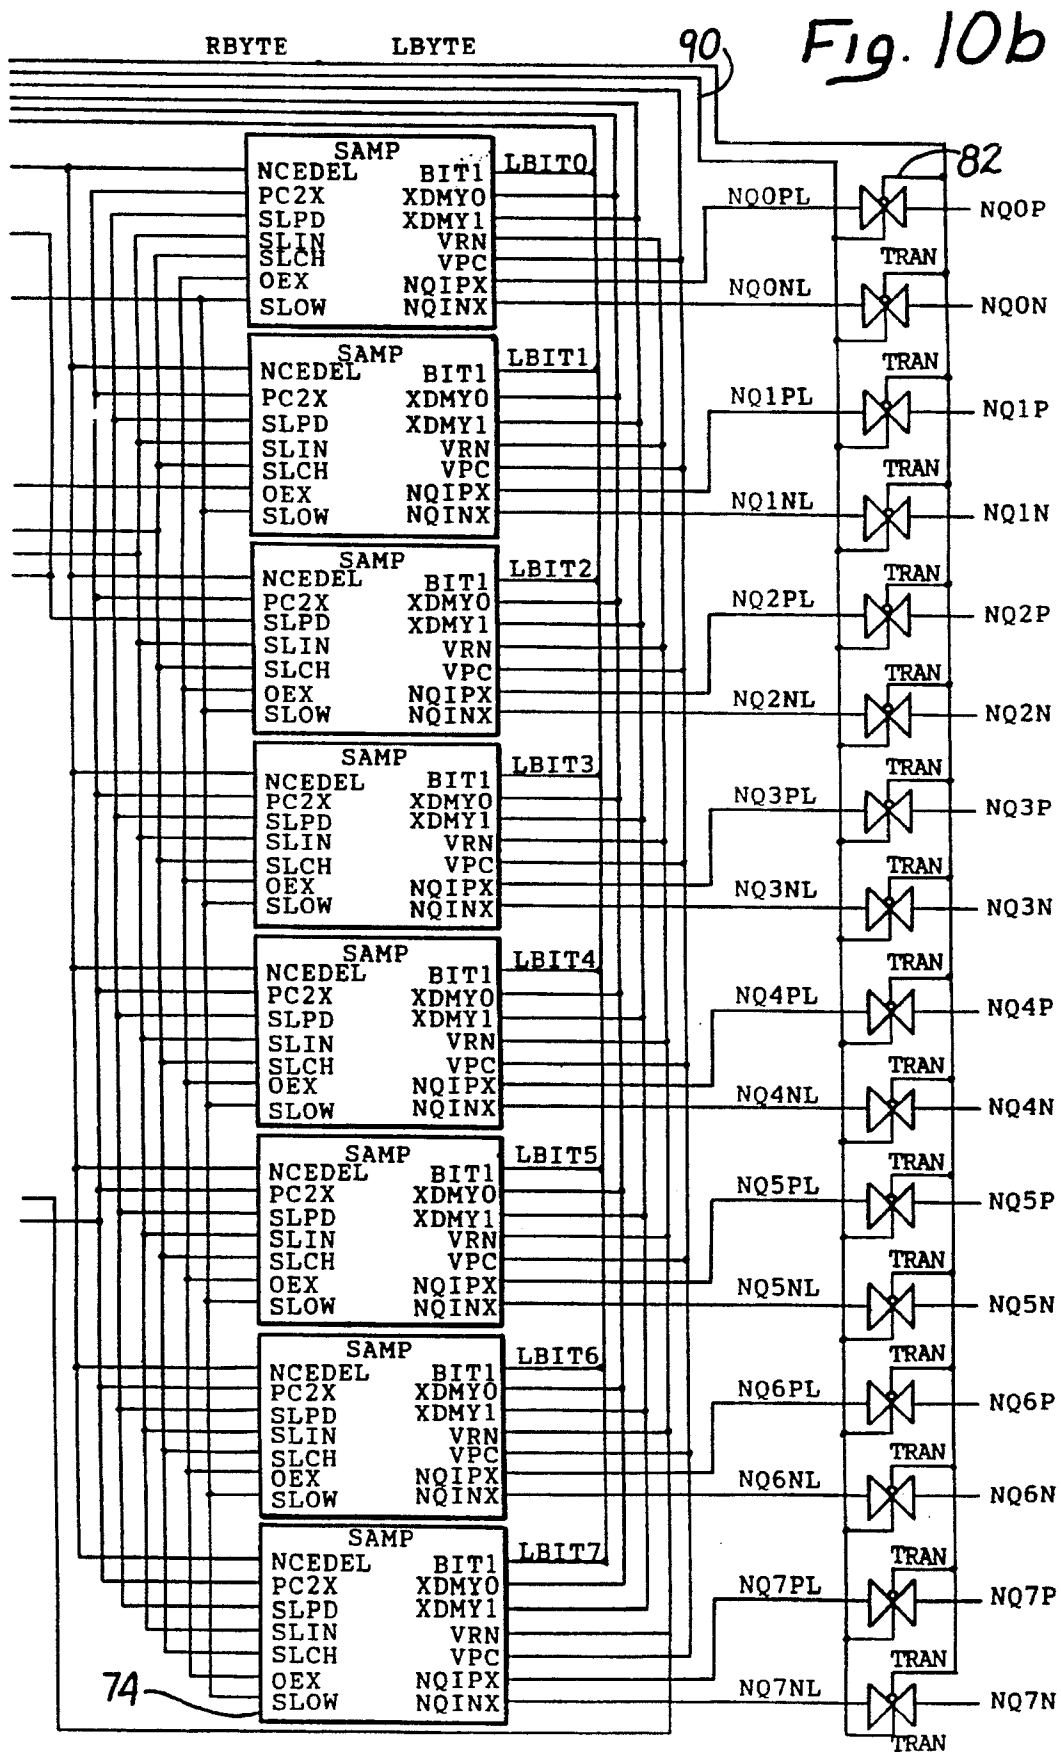 Fig. 10b
RBYTE LBYTE 90
SAMP
NCEDEL BIT1 LBIT0 82
PC2X XDMY0 NQ0PL
SLPD XDMY1 NQ0P
SLIN VRN
SLCH VPC TRAN
OEX NQIPX NQ0NL
SLOW NQINX NQ0N
SAMP TRAN
NCEDEL BIT1 LBIT1
PC2X XDMY0 NQ1PL
SLPD XDMY1 NQ1P
SLIN VRN
SLCH VPC TRAN
OEX NQIPX NQ1NL
SLOW NQINX NQ1N
SAMP TRAN
NCEDEL BIT1 LBIT2
PC2X XDMY0 NQ2PL
SLPD XDMY1 NQ2P
SLIN VRN
SLCH VPC TRAN
OEX NQIPX NQ2NL
SLOW NQINX NQ2N
SAMP TRAN
NCEDEL BIT1 LBIT3
PC2X XDMY0 NQ3PL
SLPD XDMY1 NQ3P
SLIN VRN
SLCH VPC TRAN
OEX NQIPX NQ3NL
SLOW NQINX NQ3N
SAMP TRAN
NCEDEL BIT1 LBIT4
PC2X XDMY0 NQ4PL
SLPD XDMY1 NQ4P
SLIN VRN
SLCH VPC TRAN
OEX NQIPX NQ4NL
SLOW NQINX NQ4N
SAMP TRAN
NCEDEL BIT1 LBIT5
PC2X XDMY0 NQ5PL
SLPD XDMY1 NQ5P
SLIN VRN
SLCH VPC TRAN
OEX NQIPX NQ5NL
SLOW NQINX NQ5N
SAMP TRAN
NCEDEL BIT1 LBIT6
PC2X XDMY0 NQ6PL
SLPD XDMY1 NQ6P
SLIN VRN
SLCH VPC TRAN
OEX NQIPX NQ6NL
SLOW NQINX NQ6N
SAMP TRAN
NCEDEL BIT1 LBIT7
PC2X XDMY0 NQ7PL
SLPD XDMY1 NQ7P
SLIN VRN
SLCH VPC TRAN
OEX NQIPX NQ7NL
74 SLOW NQINX NQ7N
TRAN